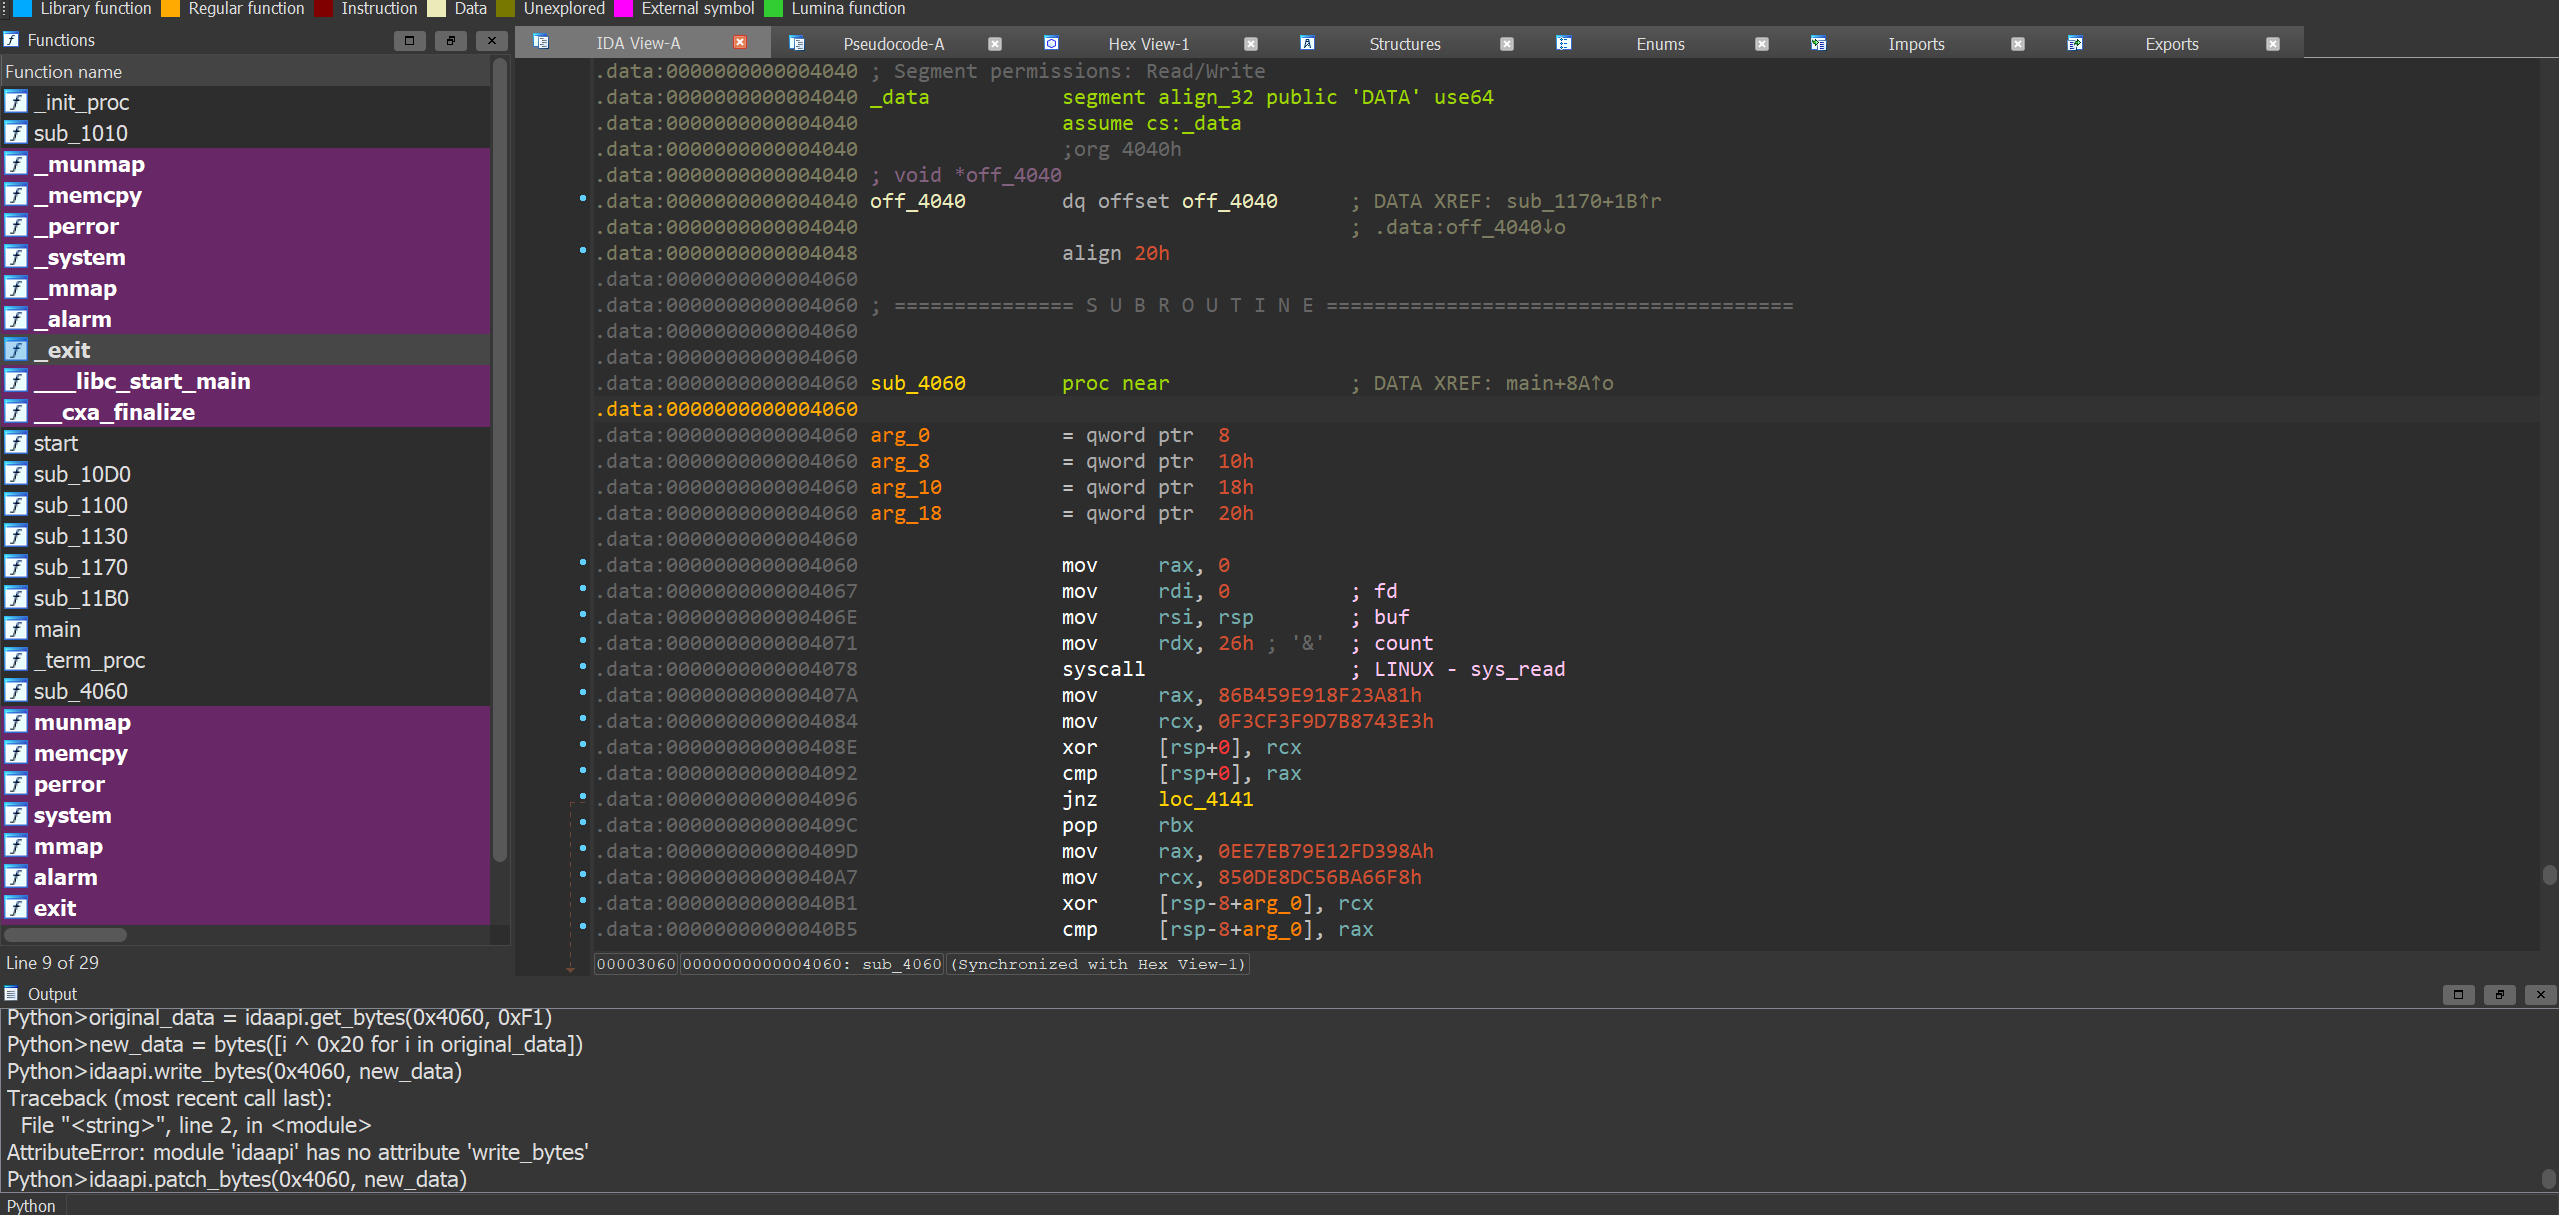 Library function Regular function Instruction Data Unexplored External symbol Lumina function
Functions
Function name
_init_proc
sub_1010
_munmap
_memcpy
_perror
_system
_mmap
_alarm
_exit
___libc_start_main
__cxa_finalize
start
sub_10D0
sub_1100
sub_1130
sub_1170
sub_11B0
main
_term_proc
sub_4060
munmap
memcpy
perror
system
mmap
alarm
exit
Line 9 of 29
IDA View-A Pseudocode-A Hex View-1 Structures Enums Imports Exports
.data:0000000000004040 ; Segment permissions: Read/Write
.data:0000000000004040 _data segment align_32 public 'DATA' use64
.data:0000000000004040 assume cs:_data
.data:0000000000004040 ;org 4040h
.data:0000000000004040 ; void *off_4040
.data:0000000000004040 off_4040 dq offset off_4040 ; DATA XREF: sub_1170+1B↑r
.data:0000000000004040 ; .data:off_4040↓o
.data:0000000000004048 align 20h
.data:0000000000004060
.data:0000000000004060 ; =============== S U B R O U T I N E =======================================
.data:0000000000004060
.data:0000000000004060
.data:0000000000004060 sub_4060 proc near ; DATA XREF: main+8A↑o
.data:0000000000004060
.data:0000000000004060 arg_0 = qword ptr 8
.data:0000000000004060 arg_8 = qword ptr 10h
.data:0000000000004060 arg_10 = qword ptr 18h
.data:0000000000004060 arg_18 = qword ptr 20h
.data:0000000000004060
.data:0000000000004060 mov rax, 0
.data:0000000000004067 mov rdi, 0 ; fd
.data:000000000000406E mov rsi, rsp ; buf
.data:0000000000004071 mov rdx, 26h ; '&' ; count
.data:0000000000004078 syscall ; LINUX - sys_read
.data:000000000000407A mov rax, 86B459E918F23A81h
.data:0000000000004084 mov rcx, 0F3CF3F9D7B8743E3h
.data:000000000000408E xor [rsp+0], rcx
.data:0000000000004092 cmp [rsp+0], rax
.data:0000000000004096 jnz loc_4141
.data:000000000000409C pop rbx
.data:000000000000409D mov rax, 0EE7EB79E12FD398Ah
.data:00000000000040A7 mov rcx, 850DE8DC56BA66F8h
.data:00000000000040B1 xor [rsp-8+arg_0], rcx
.data:00000000000040B5 cmp [rsp-8+arg_0], rax
00003060 0000000000004060: sub_4060 (Synchronized with Hex View-1)
Output
Python>original_data = idaapi.get_bytes(0x4060, 0xF1)
Python>new_data = bytes([i ^ 0x20 for i in original_data])
Python>idaapi.write_bytes(0x4060, new_data)
Traceback (most recent call last):
File "<string>", line 2, in <module>
AttributeError: module 'idaapi' has no attribute 'write_bytes'
Python>idaapi.patch_bytes(0x4060, new_data)
Python